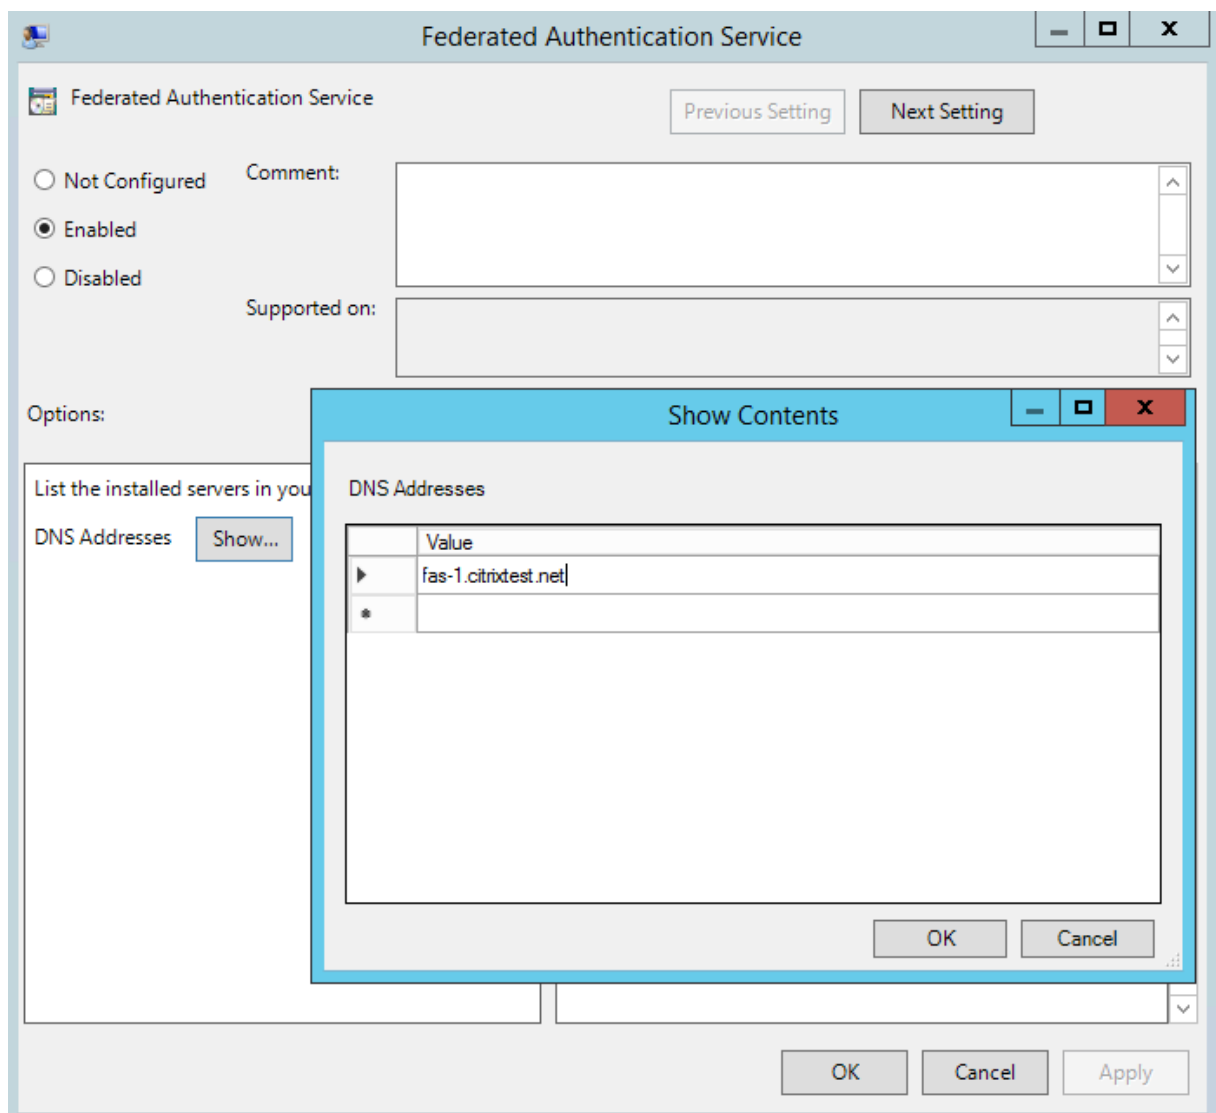 Federated Authentication Service
Federated Authentication Service
Previous Setting
Next Setting
Not Configured
Comment:
Enabled
Disabled
Supported on:
Options:
Show Contents
List the installed servers in you
DNS Addresses
DNS Addresses
Show...
Value
fas-1.citrixtest.net
OK
Cancel
OK
Cancel
Apply